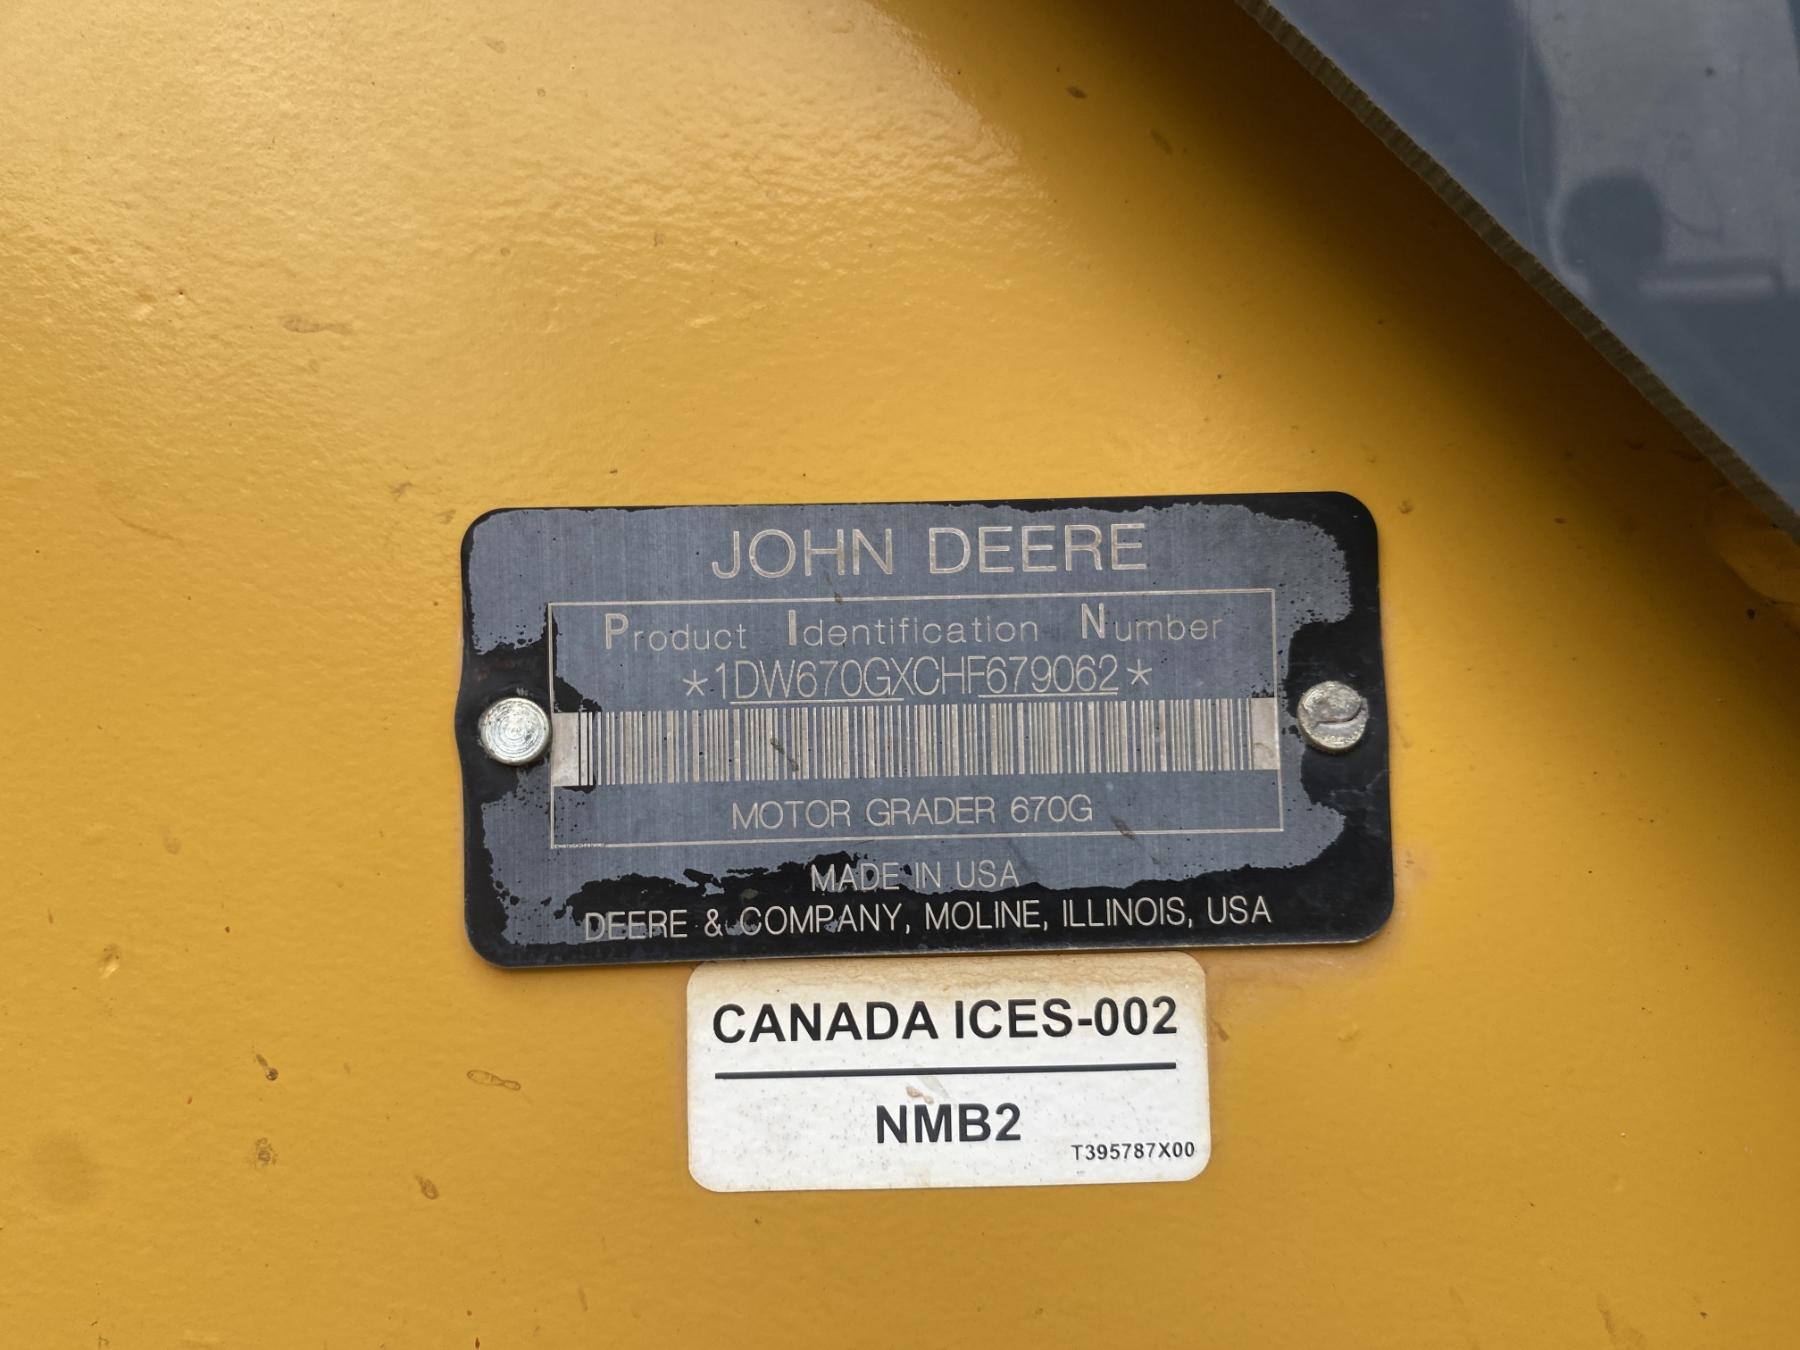 JOHN DEERE
Product Identification Number
*1DW670GXCHF679062*
MOTOR GRADER 670G
MADE IN USA
DEERE & COMPANY, MOLINE, ILLINOIS, USA
CANADA ICES-002
NMB2
T395787X00